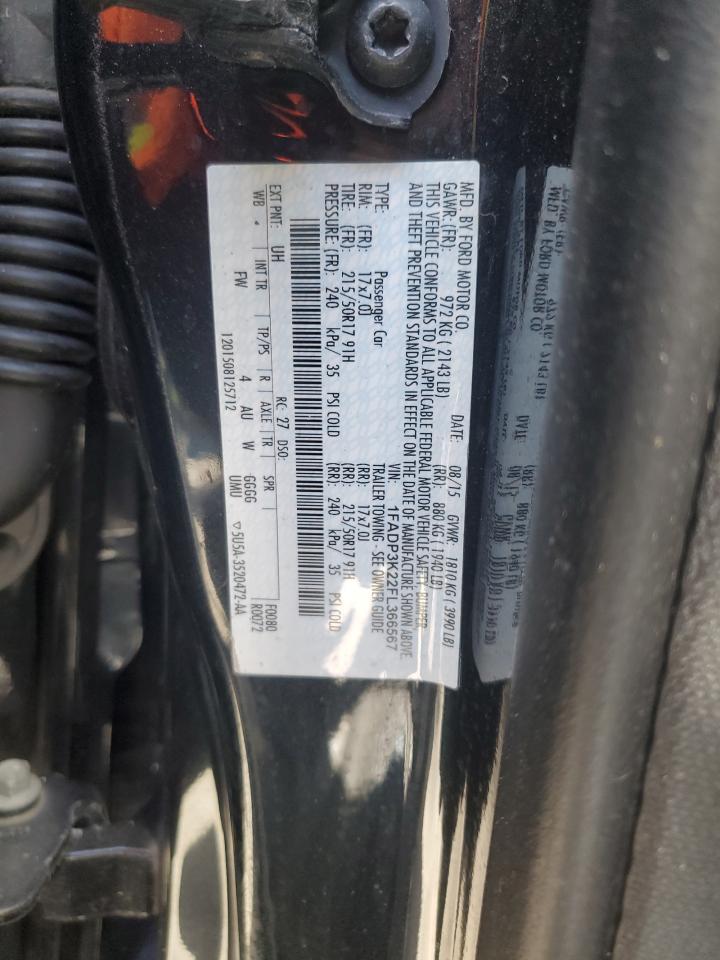 MFD. BY FORD MOTOR CO.
DATE: 08/15 GVWR: 1810 KG ( 3990 LB)
GAWR: (FR): 972 KG ( 2143 LB) (RR): 880 KG ( 1940 LB)
THIS VEHICLE CONFORMS TO ALL APPLICABLE FEDERAL MOTOR VEHICLE SAFETY, BUMPER,
AND THEFT PREVENTION STANDARDS IN EFFECT ON THE DATE OF MANUFACTURE SHOWN ABOVE.
VIN: 1FADP3K22FL366567
TYPE: Passenger Car TRAILER TOWING - SEE OWNER GUIDE
RIM: (FR): 17x7.0J (RR): 17x7.0J
TIRE (FR): 215/50R17 91H (RR): 215/50R17 91H
PRESSURE (FR): 240 kPa/ 35 PSI COLD (RR): 240 kPa/ 35 PSI COLD
EXT PNT: UH RC: 27 DSO: F0080
R0072
WB INT TR TP/PS R AXLE TR SPR
FW 4 AU W GGGG
UMU
▽5U5A-3520472-AA
1201508125712